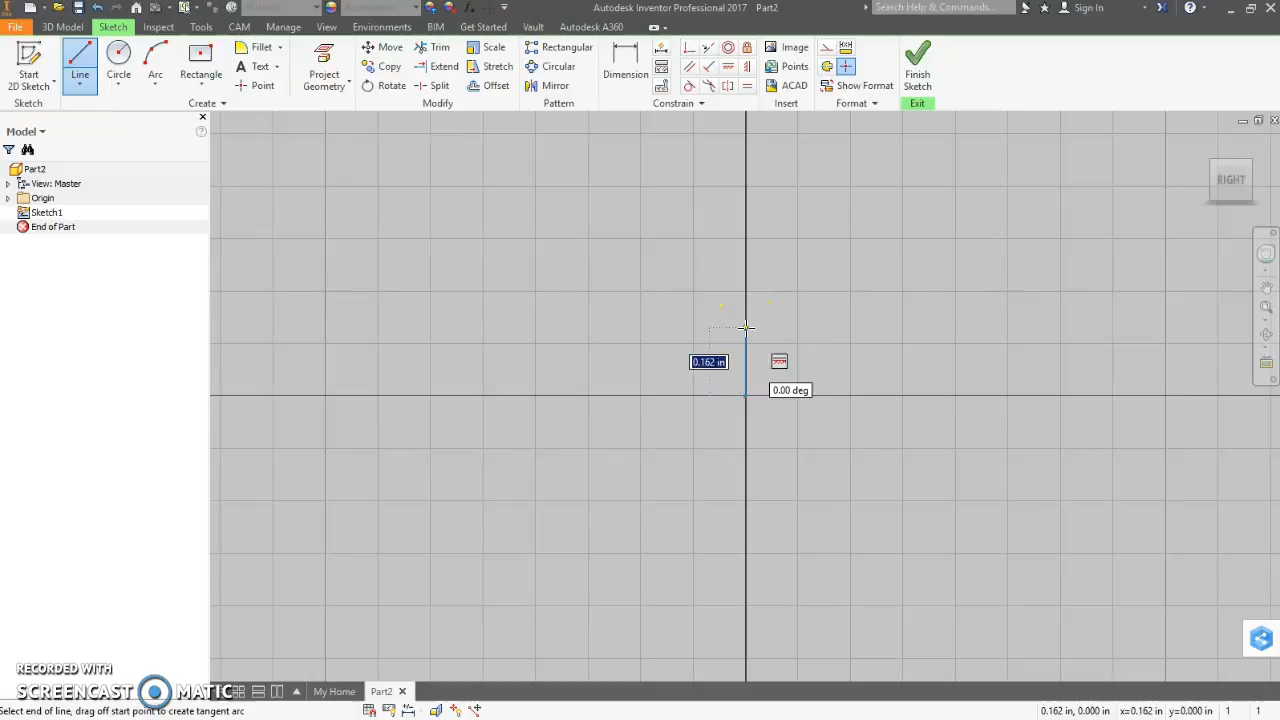 Material
Appearance
Autodesk Inventor Professional 2017 Part2
Search Help & Commands...
Sign In
File 3D Model Sketch Inspect Tools CAM Manage View Environments BIM Get Started Vault Autodesk A360
Start
2D Sketch
Line
Circle
Arc
Rectangle
Fillet
Text
Point
Project
Geometry
Move
Copy
Rotate
Trim
Extend
Split
Scale
Stretch
Offset
Rectangular
Circular
Mirror
Dimension
Image
Points
ACAD
Show Format
Finish
Sketch
Sketch Create Modify Pattern Constrain Insert Format Exit
Model
Part2
View: Master
Origin
Sketch1
End of Part
RIGHT
0.162 in
0.00 deg
RECORDED WITH
SCREENCAST MATIC
My Home Part2
Select end of line, drag off start point to create tangent arc
0.162 in, 0.000 in x=0.162 in y=0.000 in 1 1